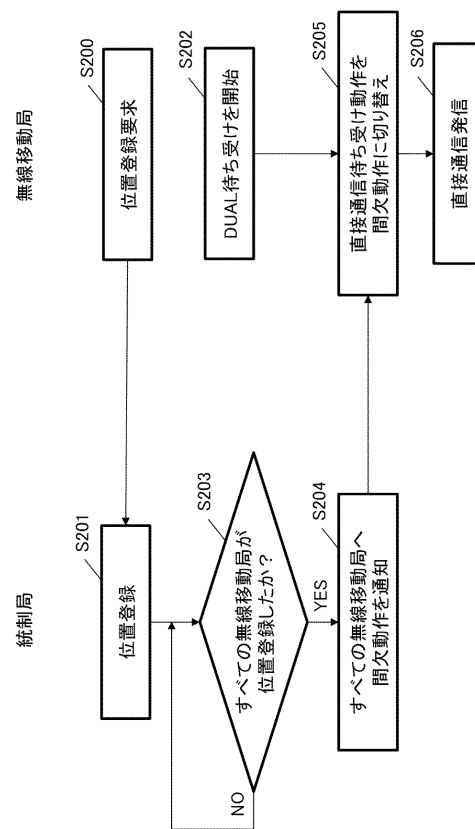 統制局
無線移動局
S200
位置登録要求
S201
位置登録
S202
DUAL待ち受けを開始
S203
すべての無線移動局が
位置登録したか？
NO
YES
S204
すべての無線移動局へ
間欠動作を通知
S205
直接通信待ち受け動作を
間欠動作に切り替え
S206
直接通信発信